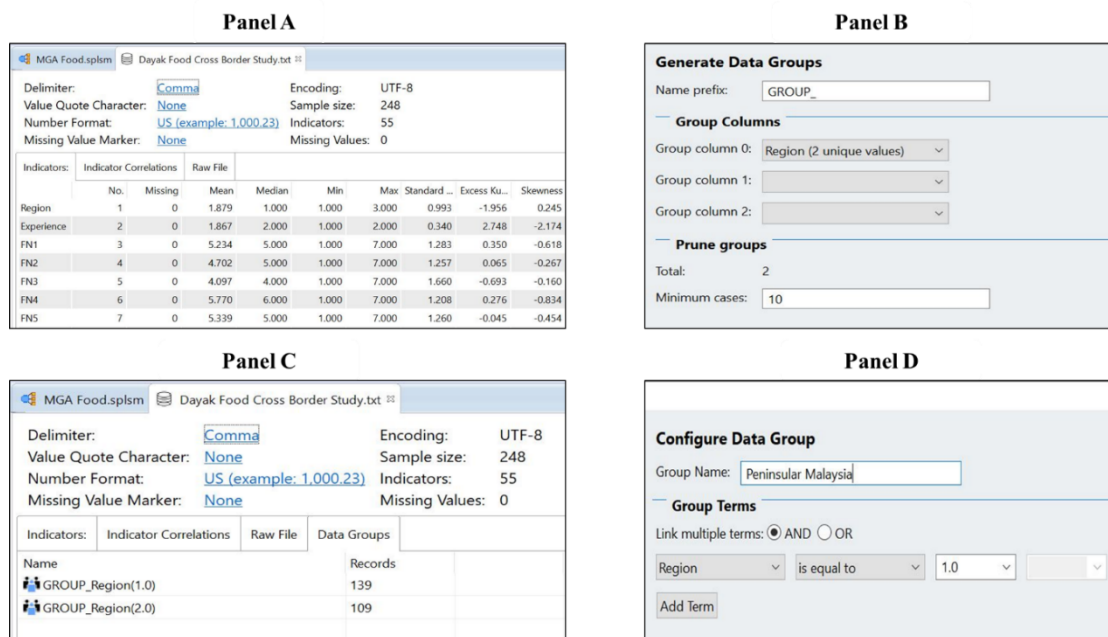 Panel A
MGA Food.splsm Dayak Food Cross Border Study.txt
Delimiter: Comma Encoding: UTF-8
Value Quote Character: None Sample size: 248
Number Format: US (example: 1,000.23) Indicators: 55
Missing Value Marker: None Missing Values: 0
Indicators: Indicator Correlations Raw File
No. Missing Mean Median Min Max Standard ... Excess Ku... Skewness
Region 1 0 1.879 1.000 1.000 3.000 0.993 -1.956 0.245
Experience 2 0 1.867 2.000 1.000 2.000 0.340 2.748 -2.174
FN1 3 0 5.234 5.000 1.000 7.000 1.283 0.350 -0.618
FN2 4 0 4.702 5.000 1.000 7.000 1.257 0.065 -0.267
FN3 5 0 4.097 4.000 1.000 7.000 1.660 -0.693 -0.160
FN4 6 0 5.770 6.000 1.000 7.000 1.208 0.276 -0.834
FN5 7 0 5.339 5.000 1.000 7.000 1.260 -0.045 -0.454
Panel B
Generate Data Groups
Name prefix: GROUP_
Group Columns
Group column 0: Region (2 unique values)
Group column 1:
Group column 2:
Prune groups
Total: 2
Minimum cases: 10
Panel C
MGA Food.splsm Dayak Food Cross Border Study.txt
Delimiter: Comma Encoding: UTF-8
Value Quote Character: None Sample size: 248
Number Format: US (example: 1,000.23) Indicators: 55
Missing Value Marker: None Missing Values: 0
Indicators: Indicator Correlations Raw File Data Groups
Name Records
GROUP_Region(1.0) 139
GROUP_Region(2.0) 109
Panel D
Configure Data Group
Group Name: Peninsular Malaysia
Group Terms
Link multiple terms: AND OR
Region is equal to 1.0
Add Term